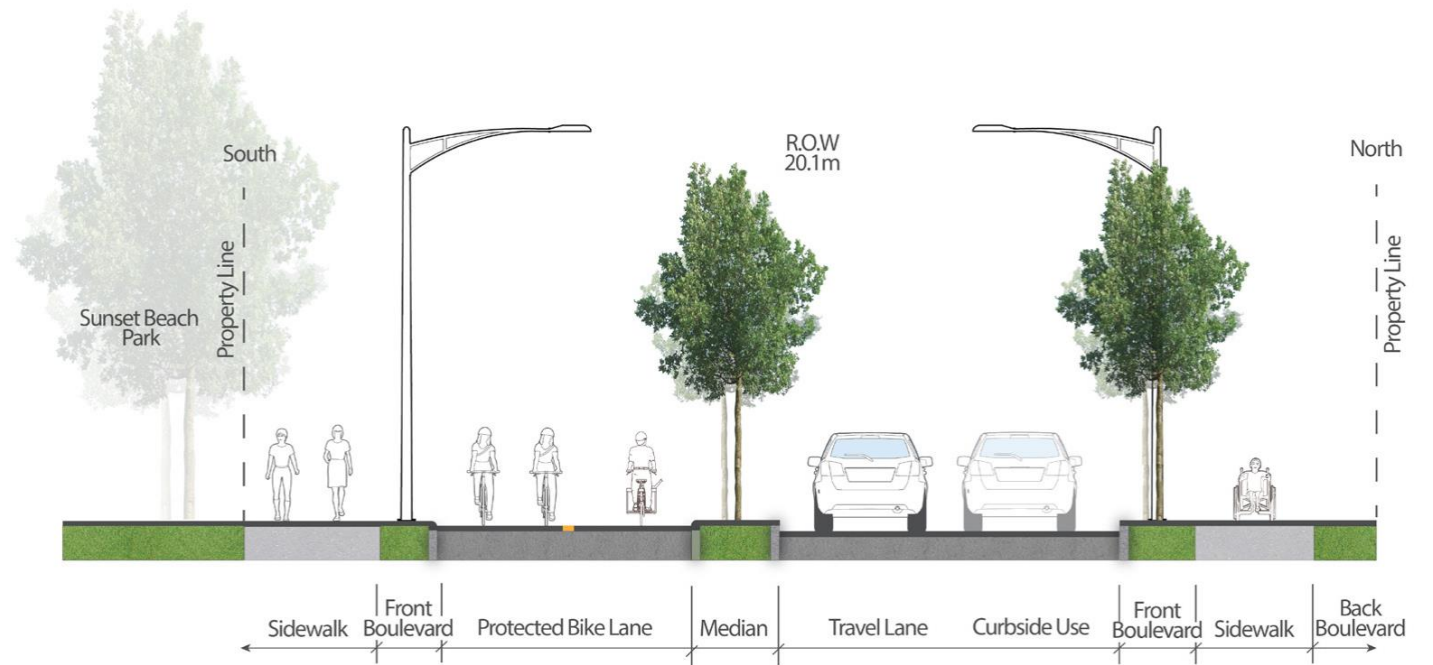 South
R.O.W
20.1m
North
Property Line
Sunset Beach
Park
Property Line
Sidewalk
Front
Boulevard
Protected Bike Lane
Median
Travel Lane
Curbside Use
Front
Boulevard
Sidewalk
Back
Boulevard